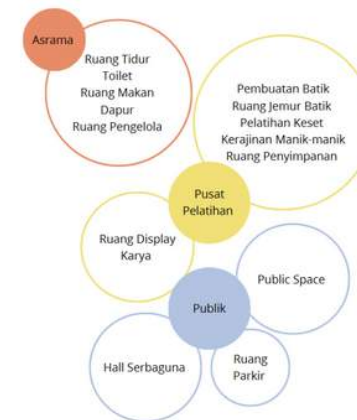 Asrama
Ruang Tidur
Toilet
Ruang Makan
Dapur
Ruang Pengelola
Pembuatan Batik
Ruang Jemur Batik
Pelatihan Keset
Kerajinan Manik-manik
Ruang Penyimpanan
Pusat
Pelatihan
Ruang Display
Karya
Public Space
Publik
Hall Serbaguna
Ruang
Parkir